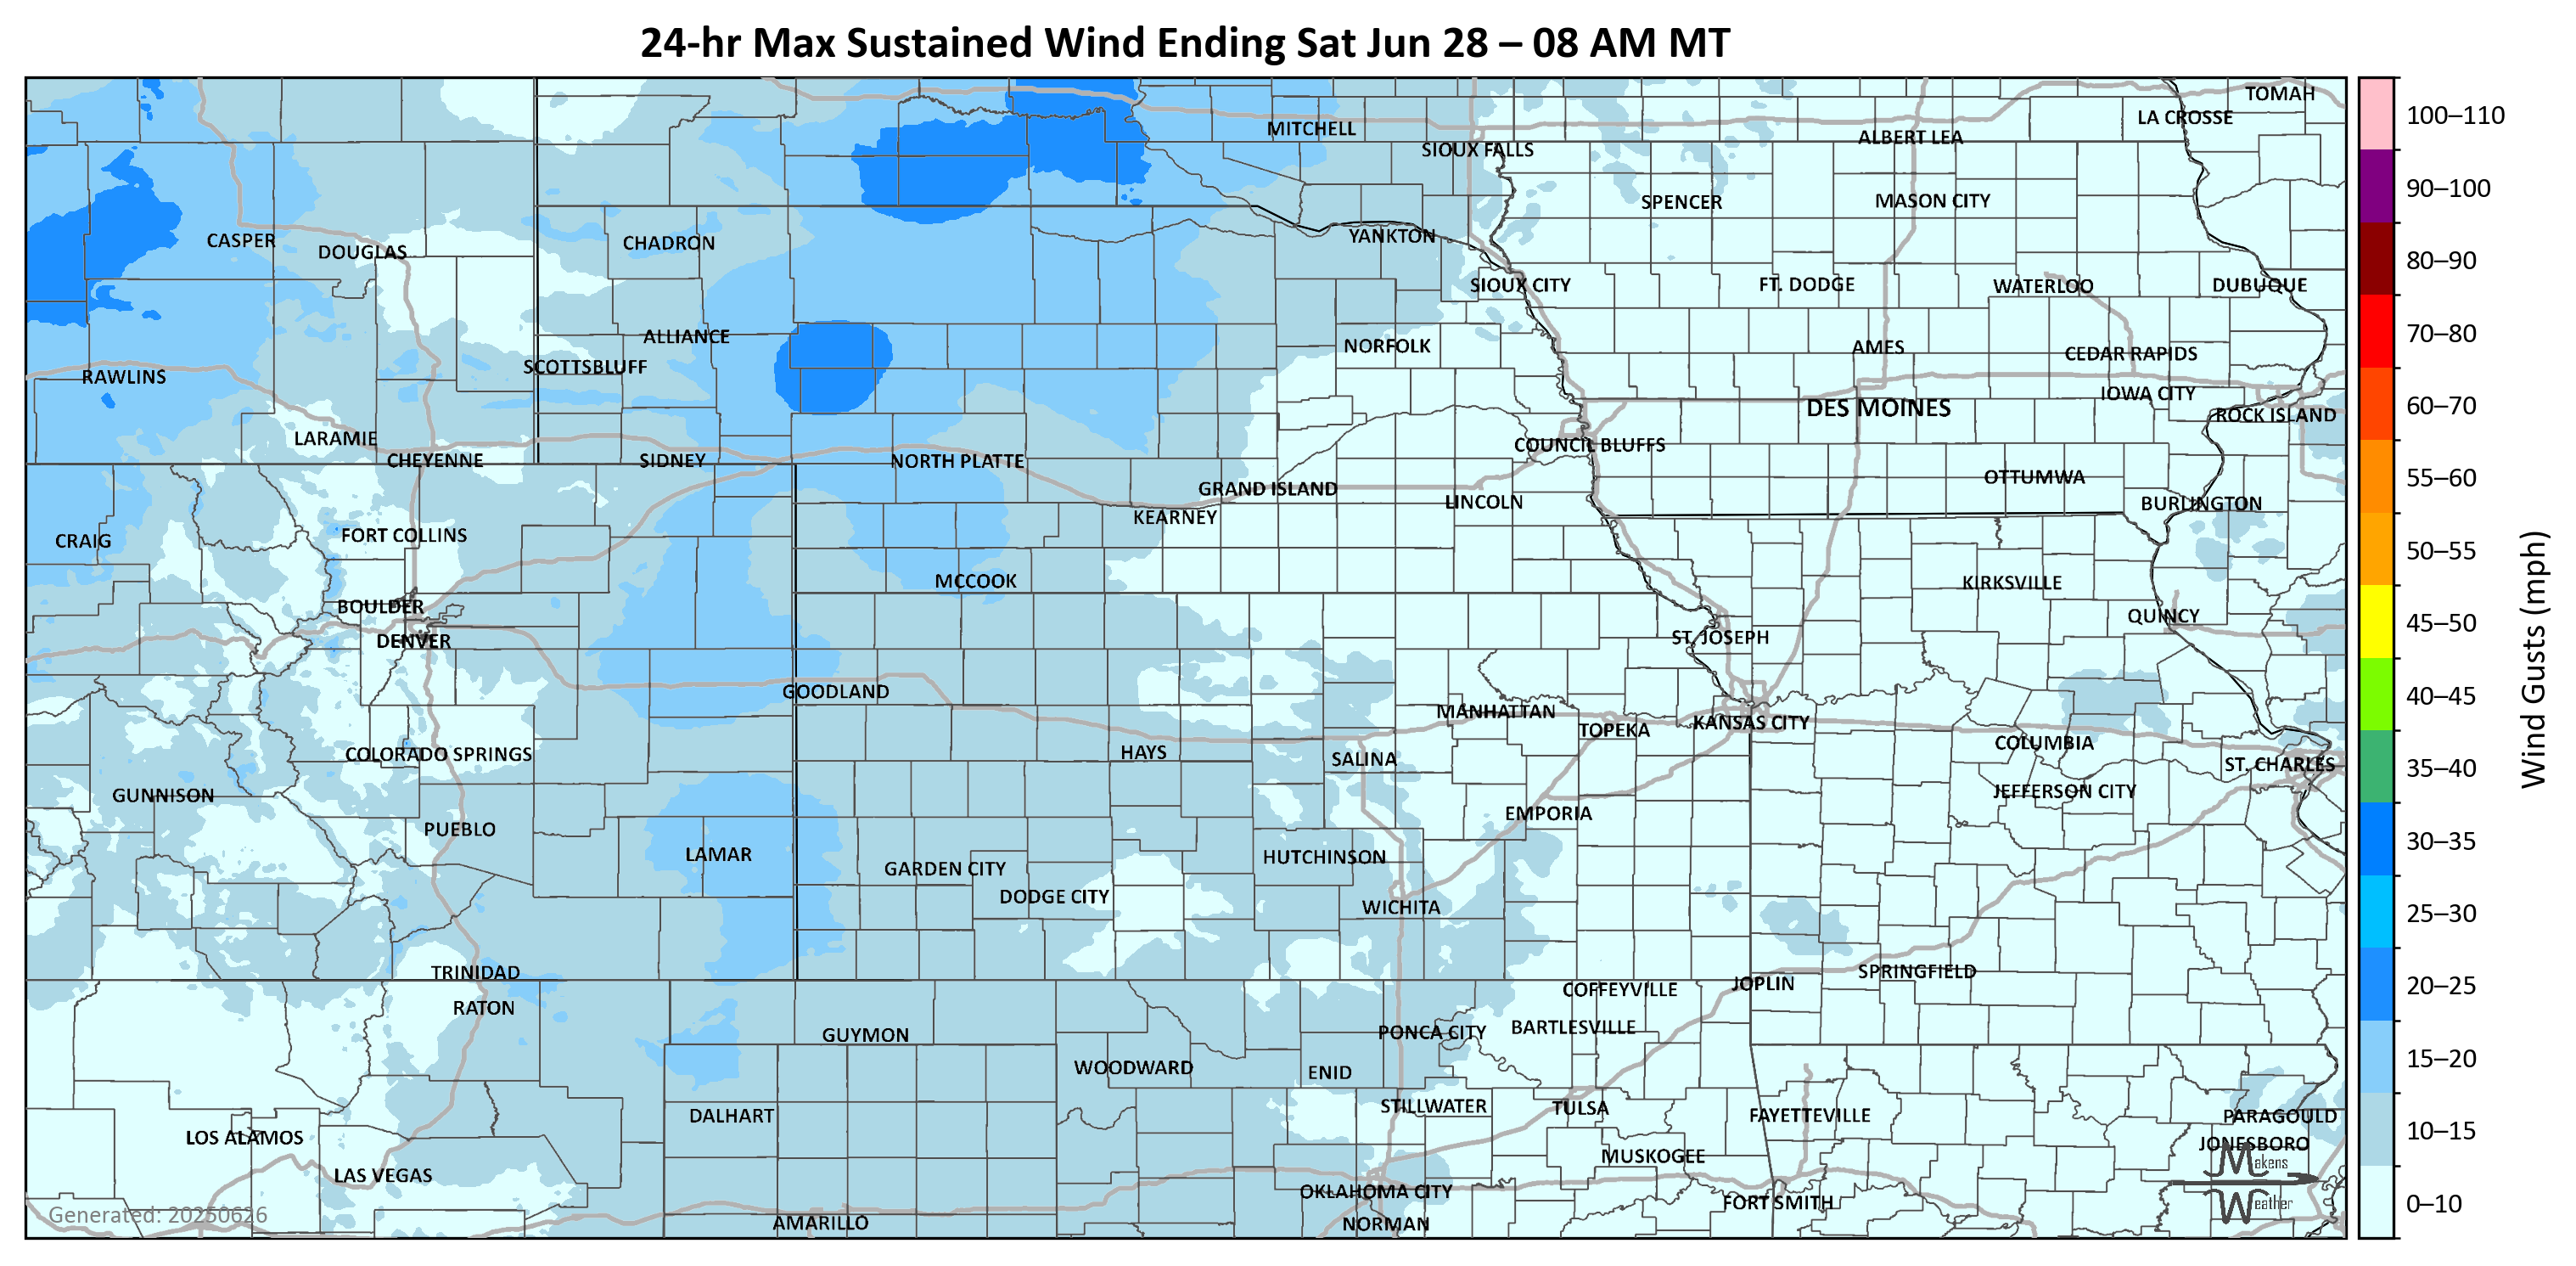 24-hr Max Sustained Wind Ending Sat Jun 28 – 08 AM MT
TOMAH
LA CROSSE
MITCHELL
ALBERT LEA
SIOUX FALLS
SPENCER
MASON CITY
CASPER
DOUGLAS
CHADRON
YANKTON
SIOUX CITY
FT. DODGE
WATERLOO
DUBUQUE
ALLIANCE
NORFOLK
AMES
CEDAR RAPIDS
SCOTTSBLUFF
RAWLINS
IOWA CITY
DES MOINES
ROCK ISLAND
LARAMIE
COUNCIL BLUFFS
CHEYENNE
SIDNEY
NORTH PLATTE
OTTUMWA
GRAND ISLAND
LINCOLN
BURLINGTON
KEARNEY
CRAIG
FORT COLLINS
MCCOOK
KIRKSVILLE
BOULDER
QUINCY
DENVER
ST. JOSEPH
GOODLAND
MANHATTAN
TOPEKA
KANSAS CITY
COLUMBIA
COLORADO SPRINGS
HAYS
SALINA
ST. CHARLES
GUNNISON
JEFFERSON CITY
EMPORIA
PUEBLO
LAMAR
HUTCHINSON
GARDEN CITY
DODGE CITY
WICHITA
TRINIDAD
SPRINGFIELD
JOPLIN
COFFEYVILLE
RATON
BARTLESVILLE
GUYMON
PONCA CITY
WOODWARD
ENID
STILLWATER
TULSA
DALHART
FAYETTEVILLE
PARAGOULD
LOS ALAMOS
JONESBORO
MUSKOGEE
LAS VEGAS
OKLAHOMA CITY
FORT SMITH
AMARILLO
NORMAN
Generated: 20250626
Makens
Weather
100–110
90–100
80–90
70–80
60–70
55–60
50–55
45–50
40–45
35–40
30–35
25–30
20–25
15–20
10–15
0–10
Wind Gusts (mph)